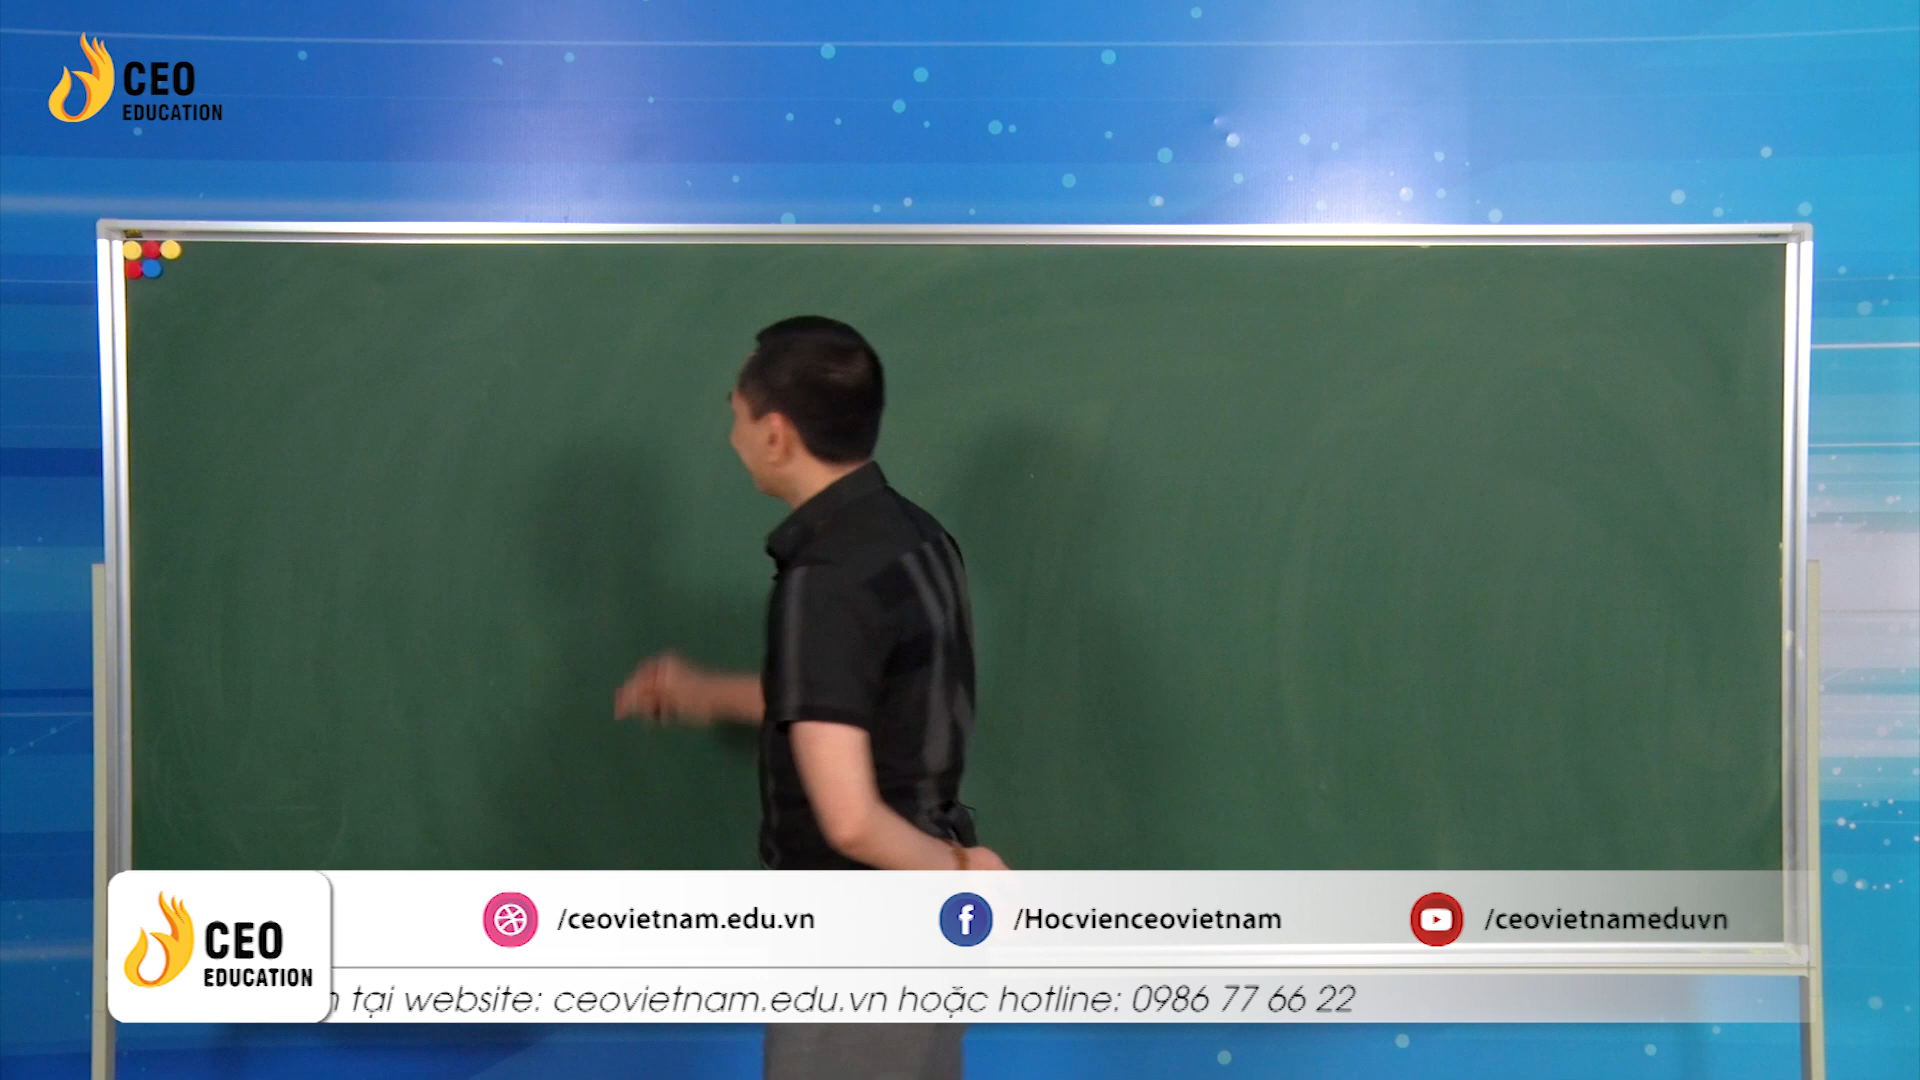 CEO
EDUCATION
/ceovietnam.edu.vn
/Hocvienceovietnam
/ceovietnameduvn
CEO
EDUCATION
tại website: ceovietnam.edu.vn hoặc hotline: 0986 77 66 22